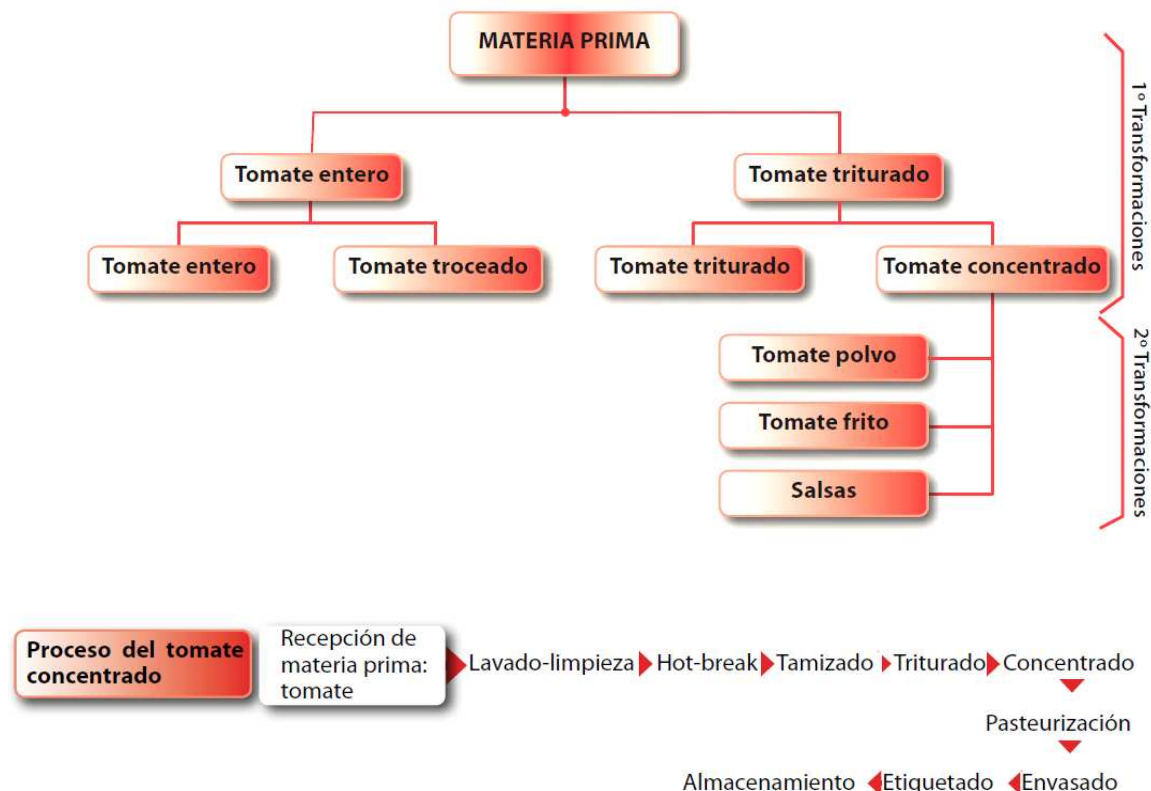 MATERIA PRIMA
1º Transformaciones
Tomate entero
Tomate triturado
Tomate entero
Tomate troceado
Tomate triturado
Tomate concentrado
2º Transformaciones
Tomate polvo
Tomate frito
Salsas
Proceso del tomate
concentrado
Recepción de
materia prima:
tomate
Lavado-limpieza
Hot-break
Tamizado
Triturado
Concentrado
Pasteurización
Envasado
Etiquetado
Almacenamiento